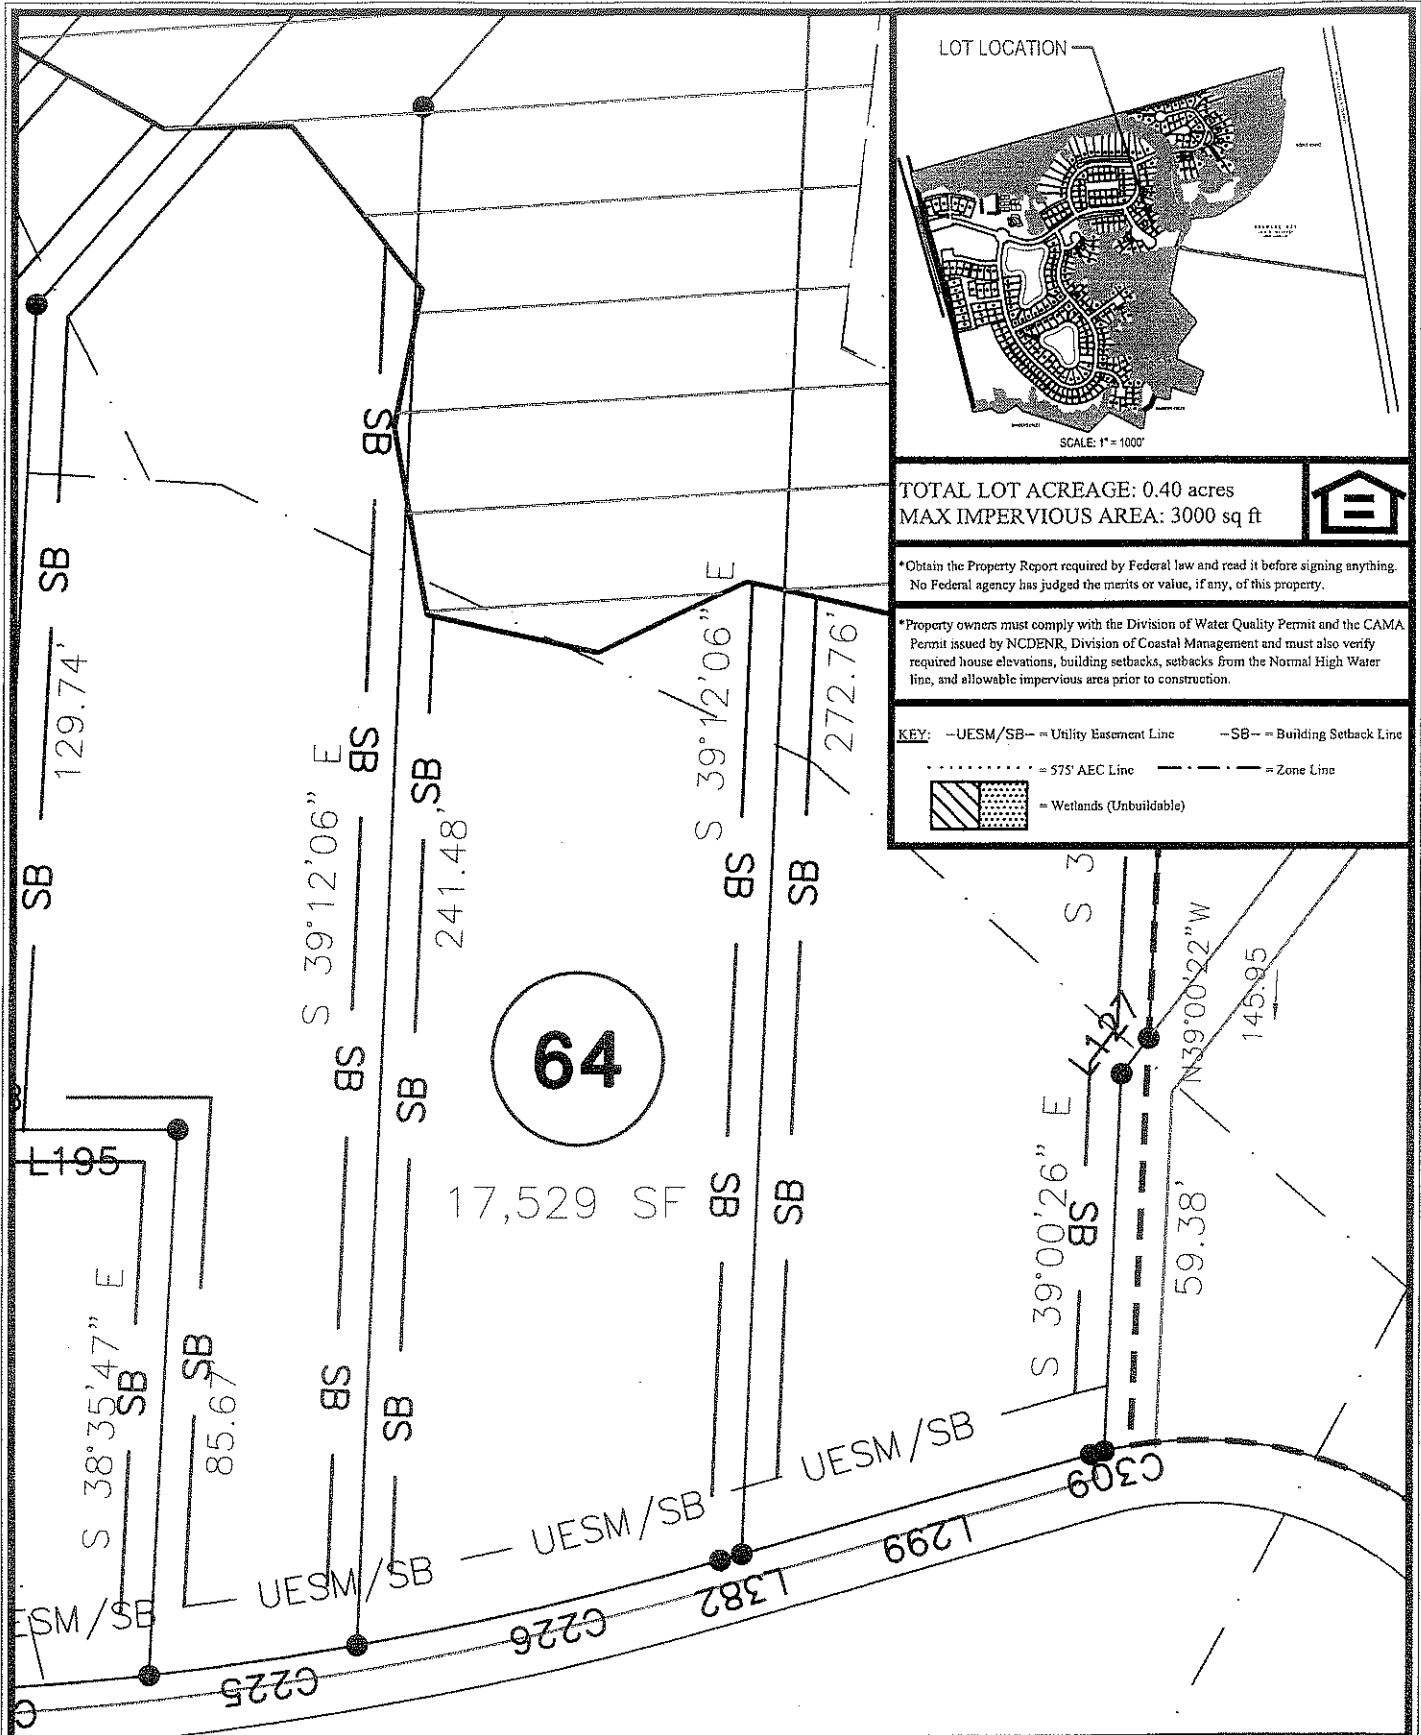 LOT LOCATION
SCALE: 1" = 1000'
TOTAL LOT ACREAGE: 0.40 acres
MAX IMPERVIOUS AREA: 3000 sq ft
*Obtain the Property Report required by Federal law and read it before signing anything.
No Federal agency has judged the merits or value, if any, of this property.
*Property owners must comply with the Division of Water Quality Permit and the CAMA
Permit issued by NCDENR, Division of Coastal Management and must also verify
required house elevations, building setbacks, setbacks from the Normal High Water
line, and allowable impervious area prior to construction.
KEY: --UESM/SB-- = Utility Easement Line --SB-- = Building Setback Line
= 575' AEC Line = Zone Line
= Wetlands (Unbuildable)
SB
SB
129.74'
SB
SB
S 39°12'06" E
SB
241.48'
S 39°12'06" E
272.76'
SB
SB
SB
S 3
N39°00'22"W
145.95
L127
64
SB
SB
17,529 SF
SB
SB
L195
S 39°00'26" E
SB
59.38'
S 38°35'47" E
SB
SB
85.67'
SB
SB
UESM/SB
UESM/SB
UESM/SB
ESM/SB
C309
L299
L382
C226
C225
C